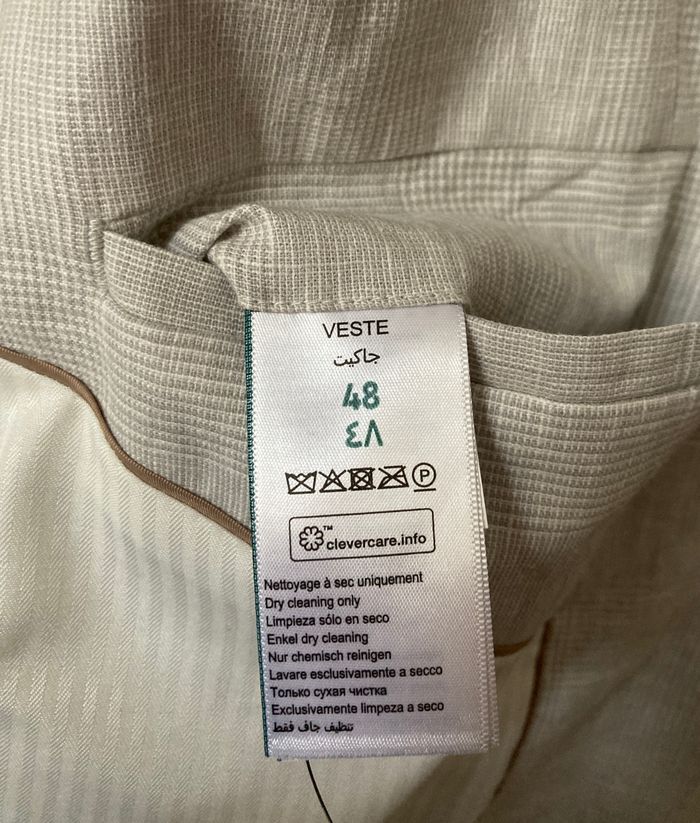 VESTE
جاكيت
48
٤٨
P
™ clevercare.info
Nettoyage à sec uniquement
Dry cleaning only
Limpieza sólo en seco
Enkel dry cleaning
Nur chemisch reinigen
Lavare esclusivamente a secco
Только сухая чистка
Exclusivamente limpeza a seco
تنظيف جاف فقط